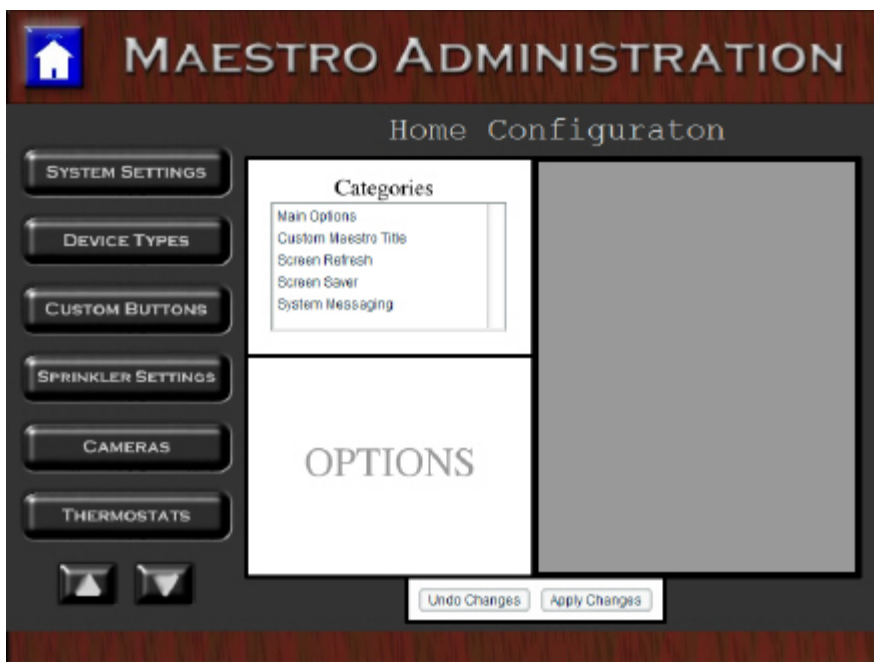 MAESTRO ADMINISTRATION
Home Configuraton
SYSTEM SETTINGS
DEVICE TYPES
CUSTOM BUTTONS
SPRINKLER SETTINGS
CAMERAS
THERMOSTATS
Categories
Main Options
Custom Maestro Title
Screen Refresh
Screen Saver
System Messaging
OPTIONS
Undo Changes
Apply Changes